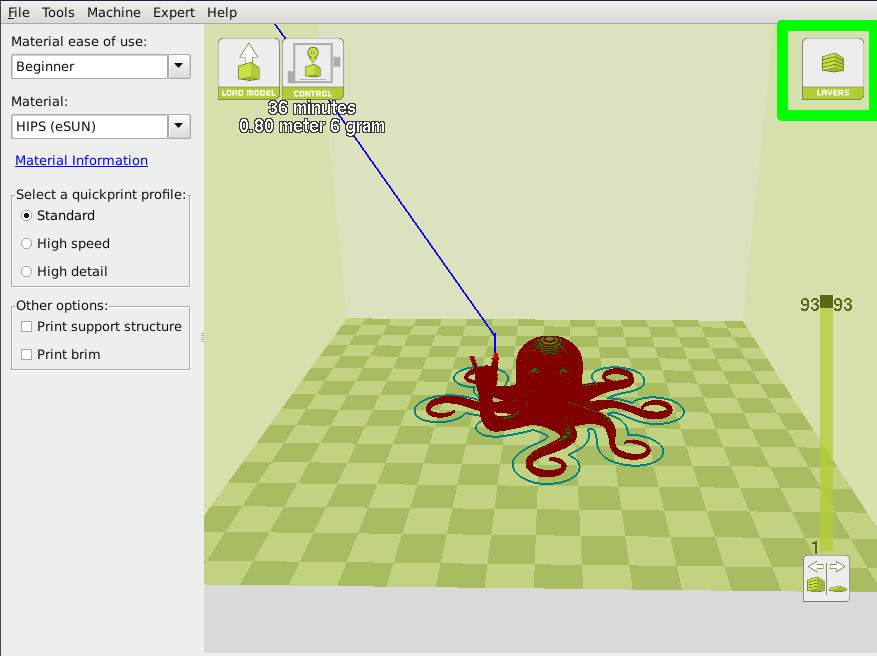 File Tools Machine Expert Help
Material ease of use:
Beginner
Material:
HIPS (eSUN)
Material Information
Select a quickprint profile:
Standard
High speed
High detail
Other options:
Print support structure
Print brim
LOAD MODEL
CONTROL
36 minutes
0.80 meter 6 gram
LAYERS
93 93
1